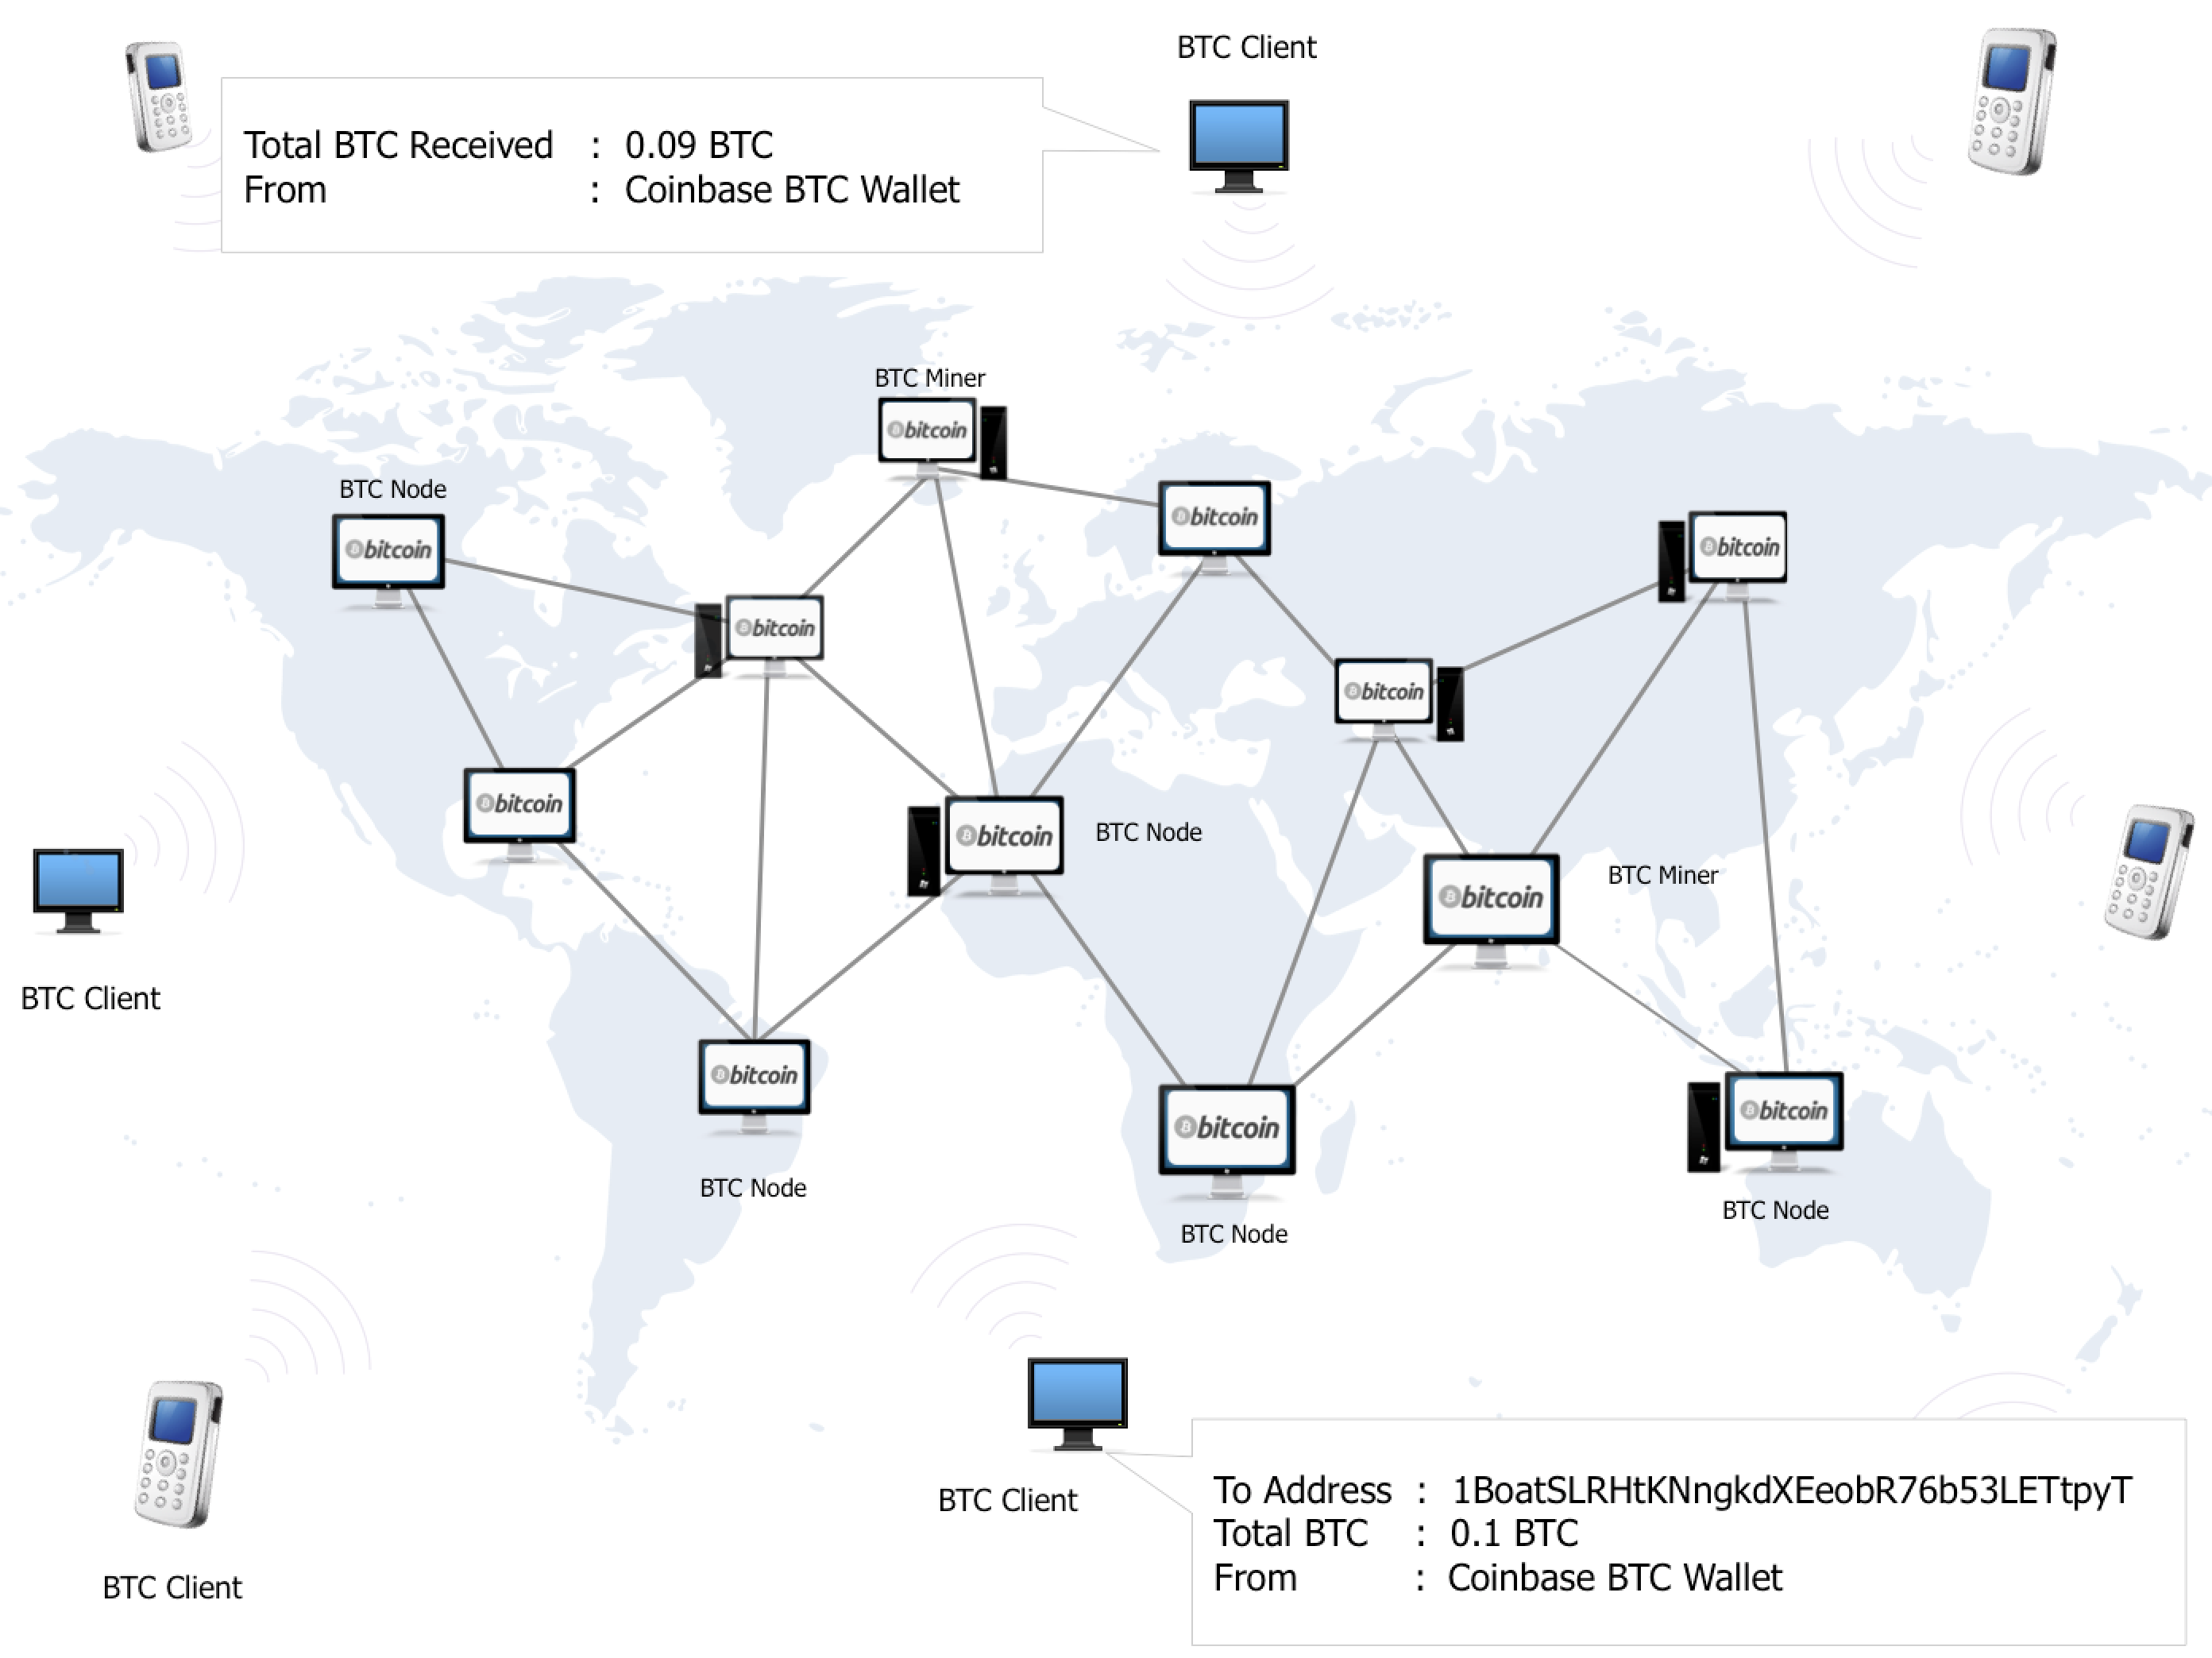 BTC Client
Total BTC Received : 0.09 BTC
From : Coinbase BTC Wallet
BTC Miner
bitcoin
BTC Node
bitcoin
bitcoin
bitcoin
bitcoin
bitcoin
bitcoin
bitcoin
BTC Node
BTC Miner
bitcoin
bitcoin
BTC Client
bitcoin
BTC Node
bitcoin
BTC Node
bitcoin
BTC Node
BTC Client
To Address : 1BoatSLRHtKNngkdXEeobR76b53LETtpyT
Total BTC : 0.1 BTC
From : Coinbase BTC Wallet
BTC Client